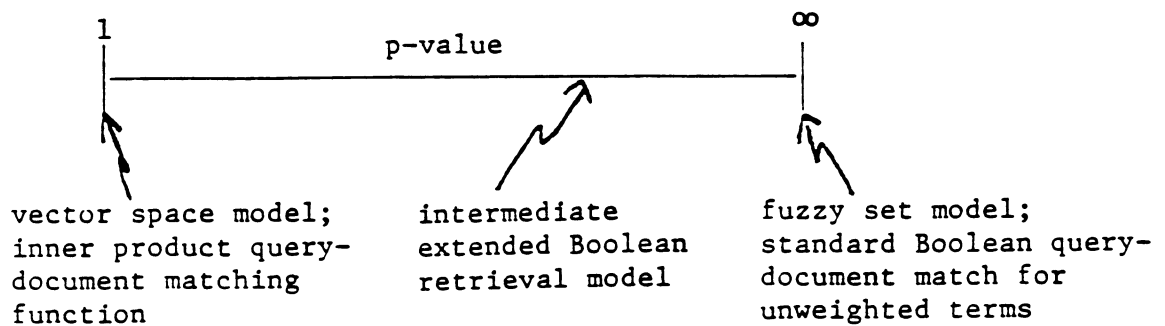 1
∞
p-value
vector space model;
inner product query-
document matching
function
intermediate
extended Boolean
retrieval model
fuzzy set model;
standard Boolean query-
document match for
unweighted terms